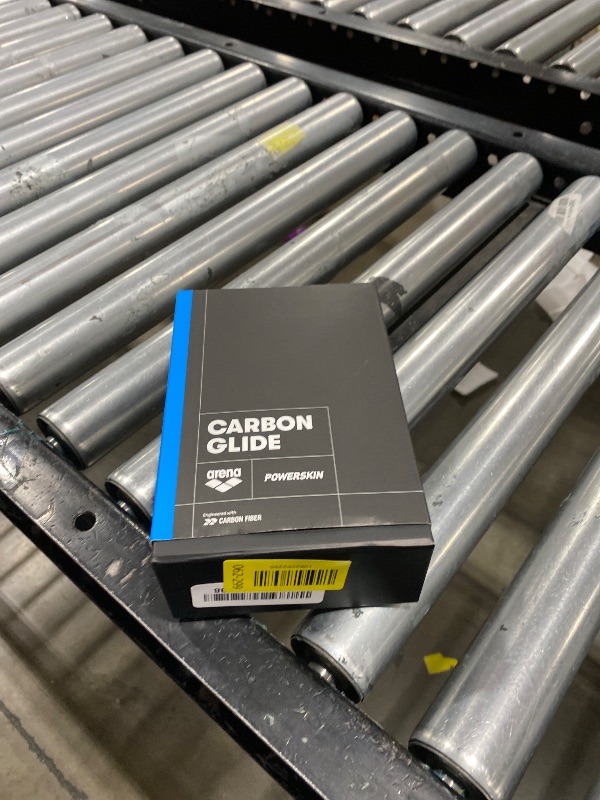 CARBON
GLIDE
arena
POWERSKIN
Engineered with
CARBON FIBER